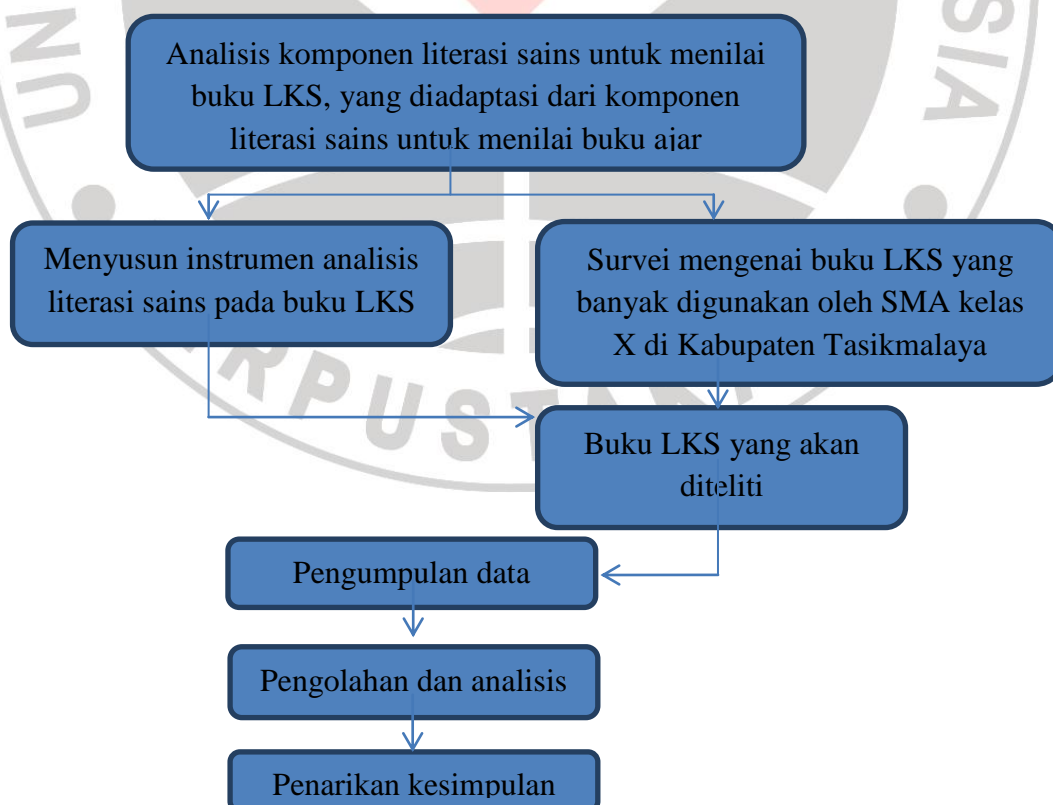 Analisis komponen literasi sains untuk menilai
buku LKS, yang diadaptasi dari komponen
literasi sains untuk menilai buku ajar
Menyusun instrumen analisis
literasi sains pada buku LKS
Survei mengenai buku LKS yang
banyak digunakan oleh SMA kelas
X di Kabupaten Tasikmalaya
Buku LKS yang akan
diteliti
Pengumpulan data
Pengolahan dan analisis
Penarikan kesimpulan